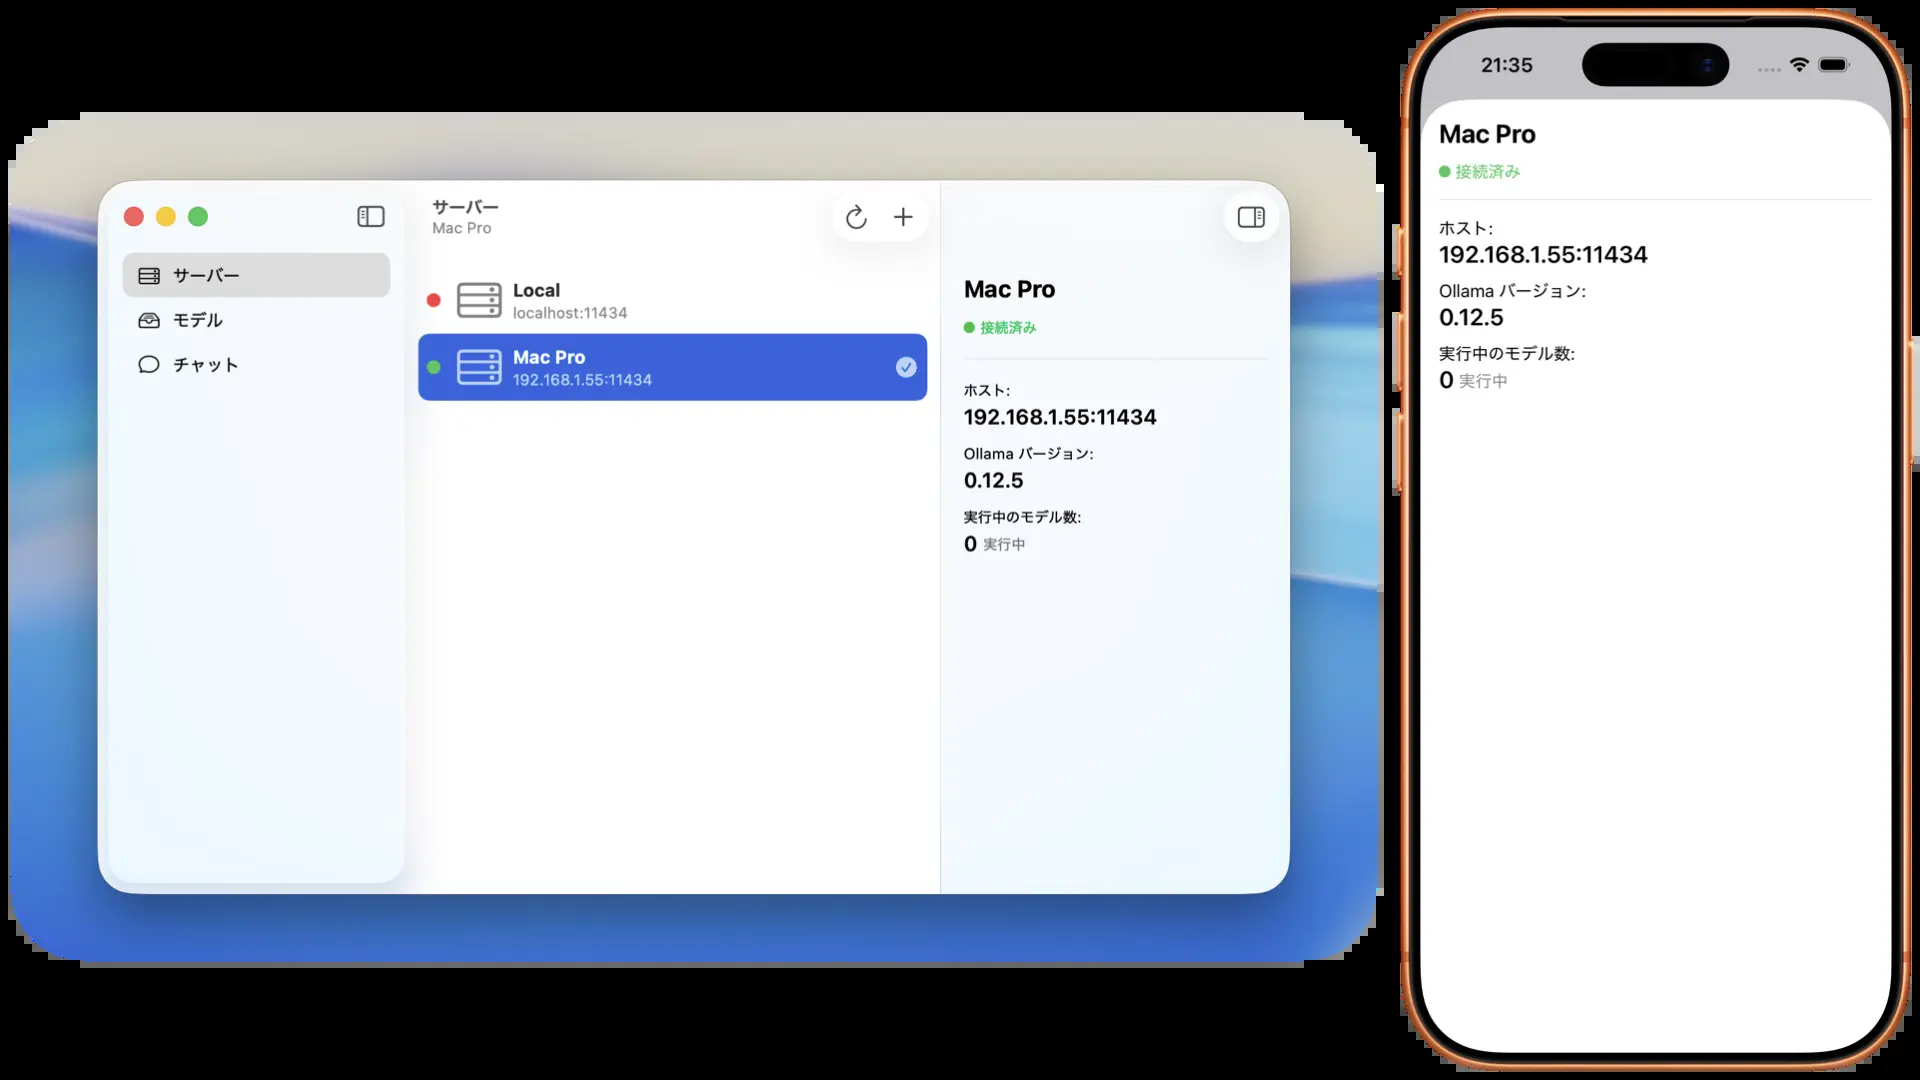 サーバー
モデル
チャット
サーバー
Mac Pro
Local
localhost:11434
Mac Pro
192.168.1.55:11434
Mac Pro
接続済み
ホスト:
192.168.1.55:11434
Ollama バージョン:
0.12.5
実行中のモデル数:
0 実行中
21:35
Mac Pro
接続済み
ホスト:
192.168.1.55:11434
Ollama バージョン:
0.12.5
実行中のモデル数:
0 実行中